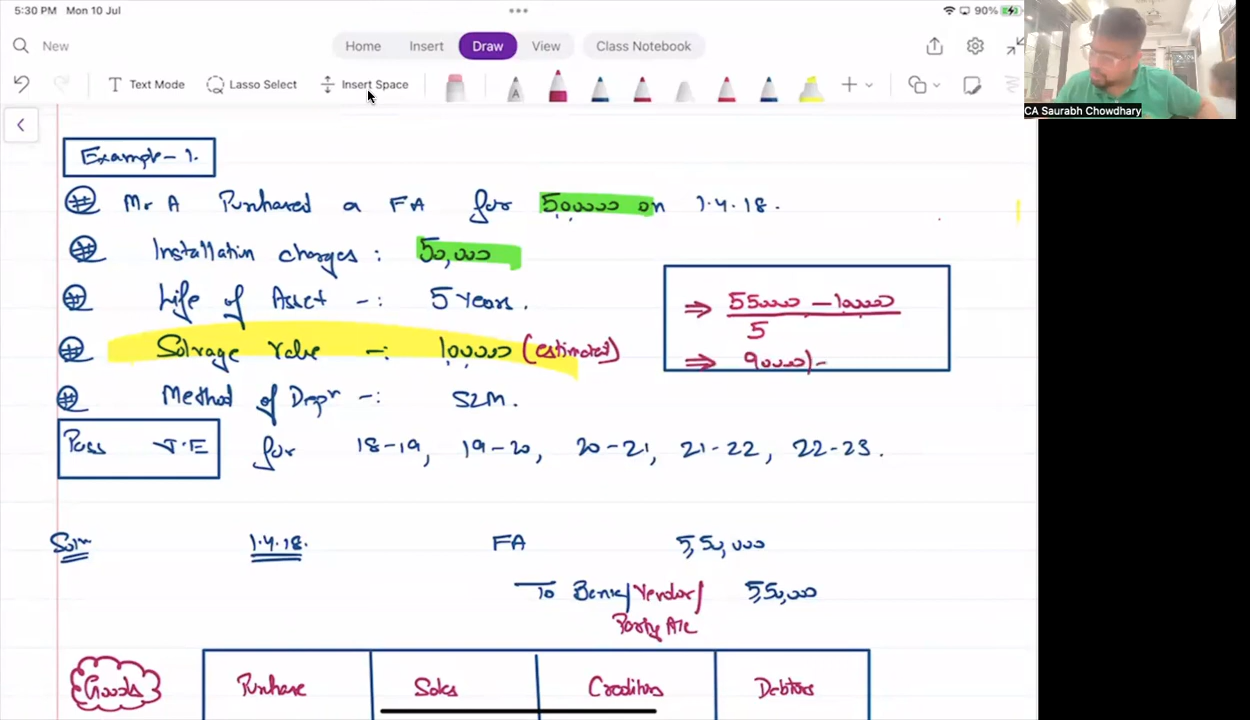 5:30 PM Mon 10 Jul
90%
New
Home Insert Draw View Class Notebook
Text Mode Lasso Select Insert Space
CA Saurabh Chowdhary
Example-1.
Mr A Purchased a FA for 500000 on 1.4.18.
Installation charges : 50,000
Life of Asset -: 5 Years.
Salvage Value -: 100000 (estimated)
⇒ 550000 - 100000
5
⇒ 90000/-
Method of Deprn -: SLM.
Pass J.E for 18-19, 19-20, 20-21, 21-22, 22-23.
Soln 1.4.18. FA 5,50,000
To Bank/Vendor/ 5,50,000
Party A/c
Goods Purchase Sales Creditors Debtors